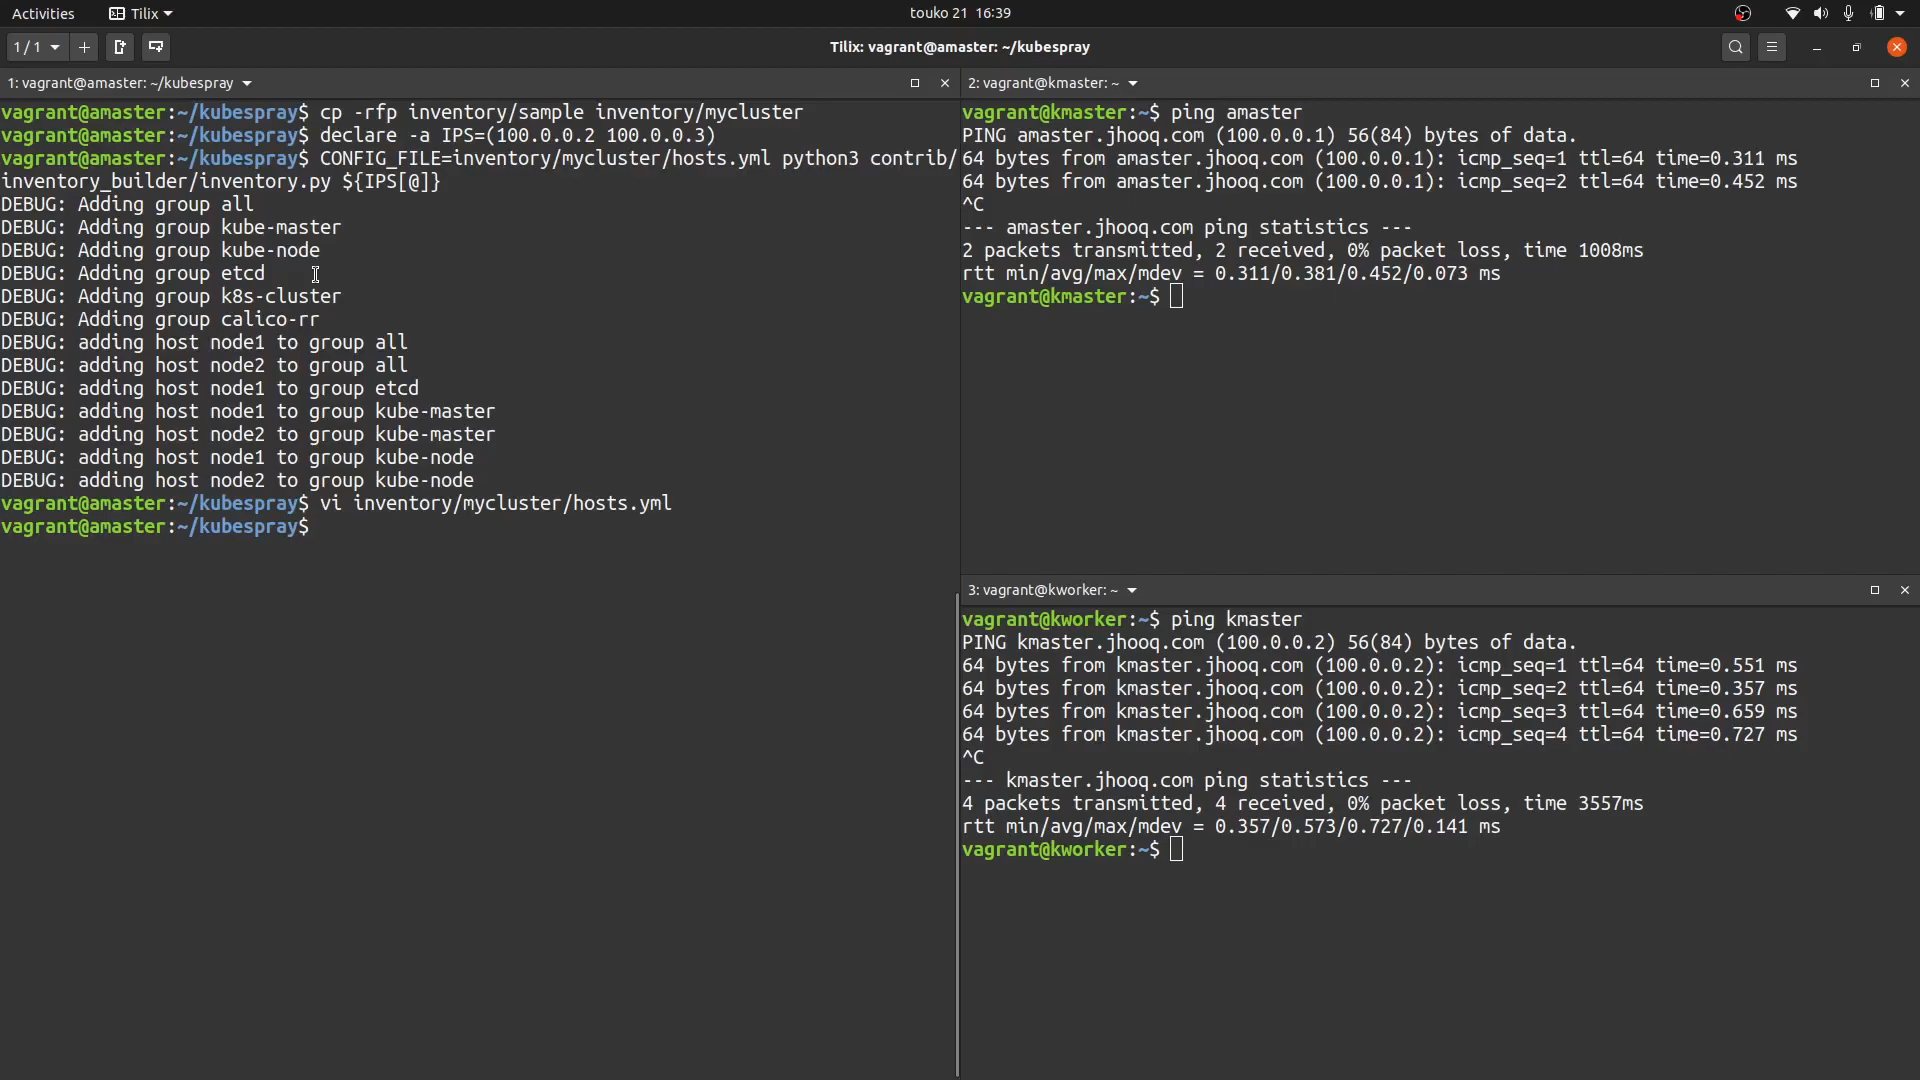 Activities
Tilix
touko 21 16:39
1 / 1
Tilix: vagrant@amaster: ~/kubespray
1: vagrant@amaster: ~/kubespray
vagrant@amaster:~/kubespray$ cp -rfp inventory/sample inventory/mycluster
vagrant@amaster:~/kubespray$ declare -a IPS=(100.0.0.2 100.0.0.3)
vagrant@amaster:~/kubespray$ CONFIG_FILE=inventory/mycluster/hosts.yml python3 contrib/
inventory_builder/inventory.py ${IPS[@]}
DEBUG: Adding group all
DEBUG: Adding group kube-master
DEBUG: Adding group kube-node
DEBUG: Adding group etcd
DEBUG: Adding group k8s-cluster
DEBUG: Adding group calico-rr
DEBUG: adding host node1 to group all
DEBUG: adding host node2 to group all
DEBUG: adding host node1 to group etcd
DEBUG: adding host node1 to group kube-master
DEBUG: adding host node2 to group kube-master
DEBUG: adding host node1 to group kube-node
DEBUG: adding host node2 to group kube-node
vagrant@amaster:~/kubespray$ vi inventory/mycluster/hosts.yml
vagrant@amaster:~/kubespray$
2: vagrant@kmaster: ~
vagrant@kmaster:~$ ping amaster
PING amaster.jhooq.com (100.0.0.1) 56(84) bytes of data.
64 bytes from amaster.jhooq.com (100.0.0.1): icmp_seq=1 ttl=64 time=0.311 ms
64 bytes from amaster.jhooq.com (100.0.0.1): icmp_seq=2 ttl=64 time=0.452 ms
^C
--- amaster.jhooq.com ping statistics ---
2 packets transmitted, 2 received, 0% packet loss, time 1008ms
rtt min/avg/max/mdev = 0.311/0.381/0.452/0.073 ms
vagrant@kmaster:~$
3: vagrant@kworker: ~
vagrant@kworker:~$ ping kmaster
PING kmaster.jhooq.com (100.0.0.2) 56(84) bytes of data.
64 bytes from kmaster.jhooq.com (100.0.0.2): icmp_seq=1 ttl=64 time=0.551 ms
64 bytes from kmaster.jhooq.com (100.0.0.2): icmp_seq=2 ttl=64 time=0.357 ms
64 bytes from kmaster.jhooq.com (100.0.0.2): icmp_seq=3 ttl=64 time=0.659 ms
64 bytes from kmaster.jhooq.com (100.0.0.2): icmp_seq=4 ttl=64 time=0.727 ms
^C
--- kmaster.jhooq.com ping statistics ---
4 packets transmitted, 4 received, 0% packet loss, time 3557ms
rtt min/avg/max/mdev = 0.357/0.573/0.727/0.141 ms
vagrant@kworker:~$